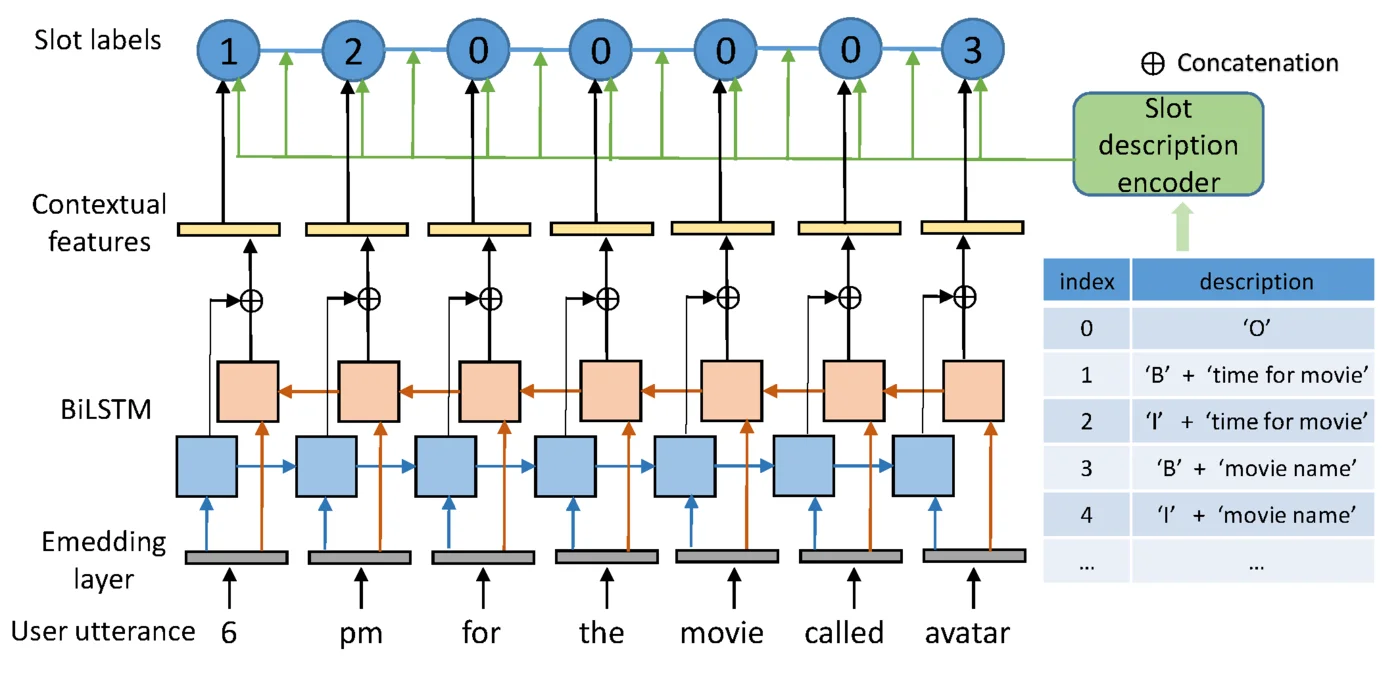 Slot labels
1 2 0 0 0 0 3
⊕ Concatenation
Slot
description
encoder
Contextual
features
index description
0 ‘O’
1 ‘B’ + ‘time for movie’
2 ‘I’ + ‘time for movie’
3 ‘B’ + ‘movie name’
4 ‘I’ + ‘movie name’
... ...
BiLSTM
Emedding
layer
User utterance 6 pm for the movie called avatar